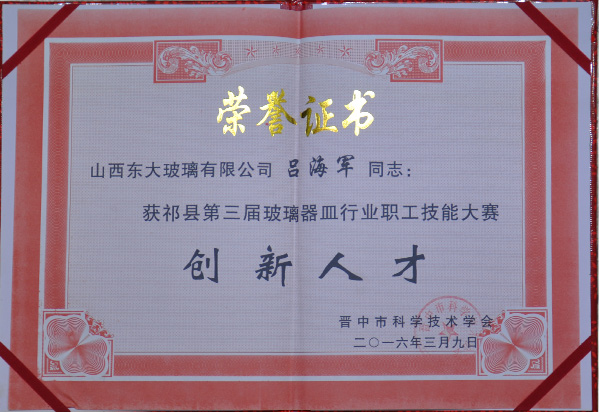 荣誉证书
山西东大玻璃有限公司 吕海军 同志：
获祁县第三届玻璃器皿行业职工技能大赛
创新人才
晋中市科学技术学会
二〇一六年三月九日